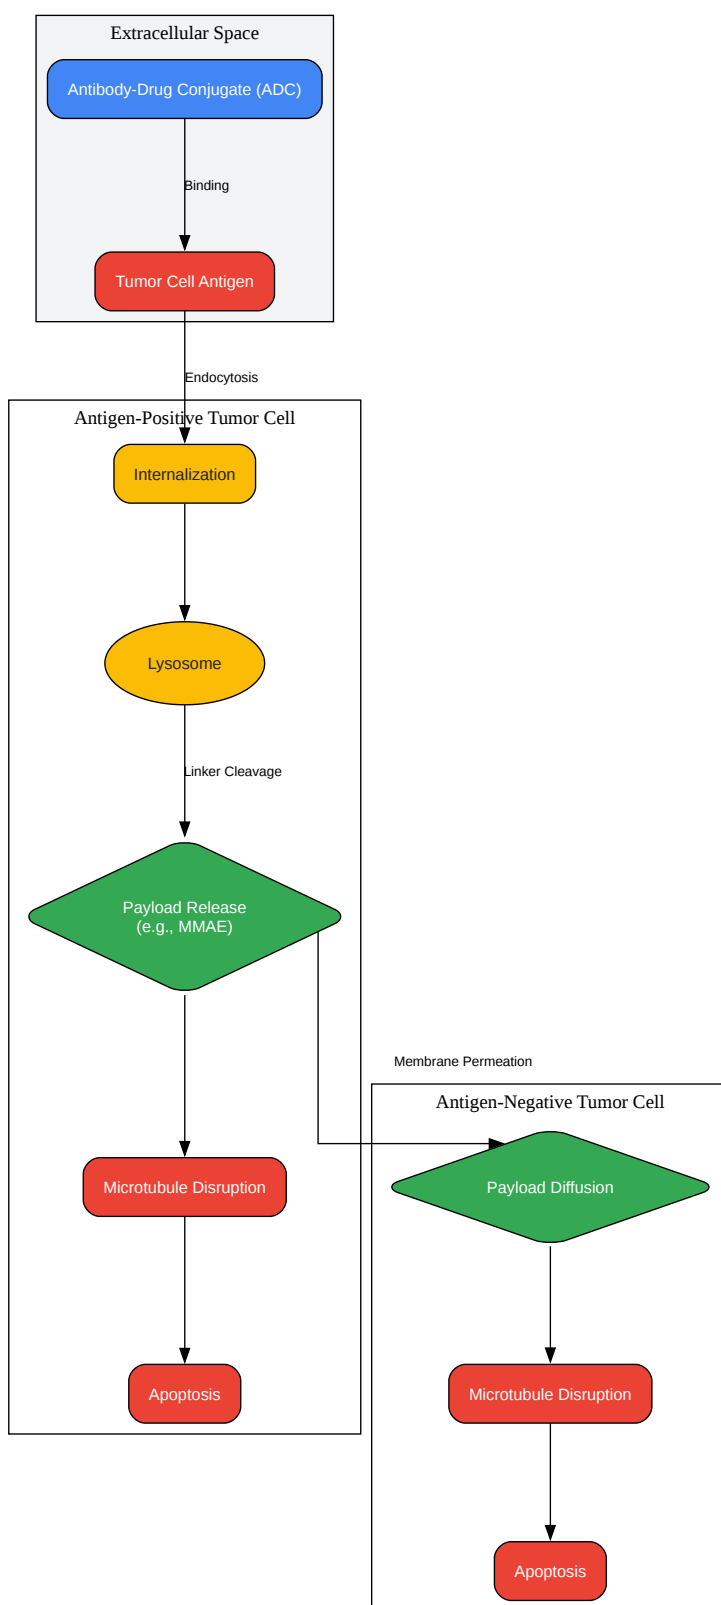 Extracellular Space
Antibody-Drug Conjugate (ADC)
Binding
Tumor Cell Antigen
Endocytosis
Antigen-Positive Tumor Cell
Internalization
Lysosome
Linker Cleavage
Payload Release
(e.g., MMAE)
Microtubule Disruption
Apoptosis
Membrane Permeation
Antigen-Negative Tumor Cell
Payload Diffusion
Microtubule Disruption
Apoptosis